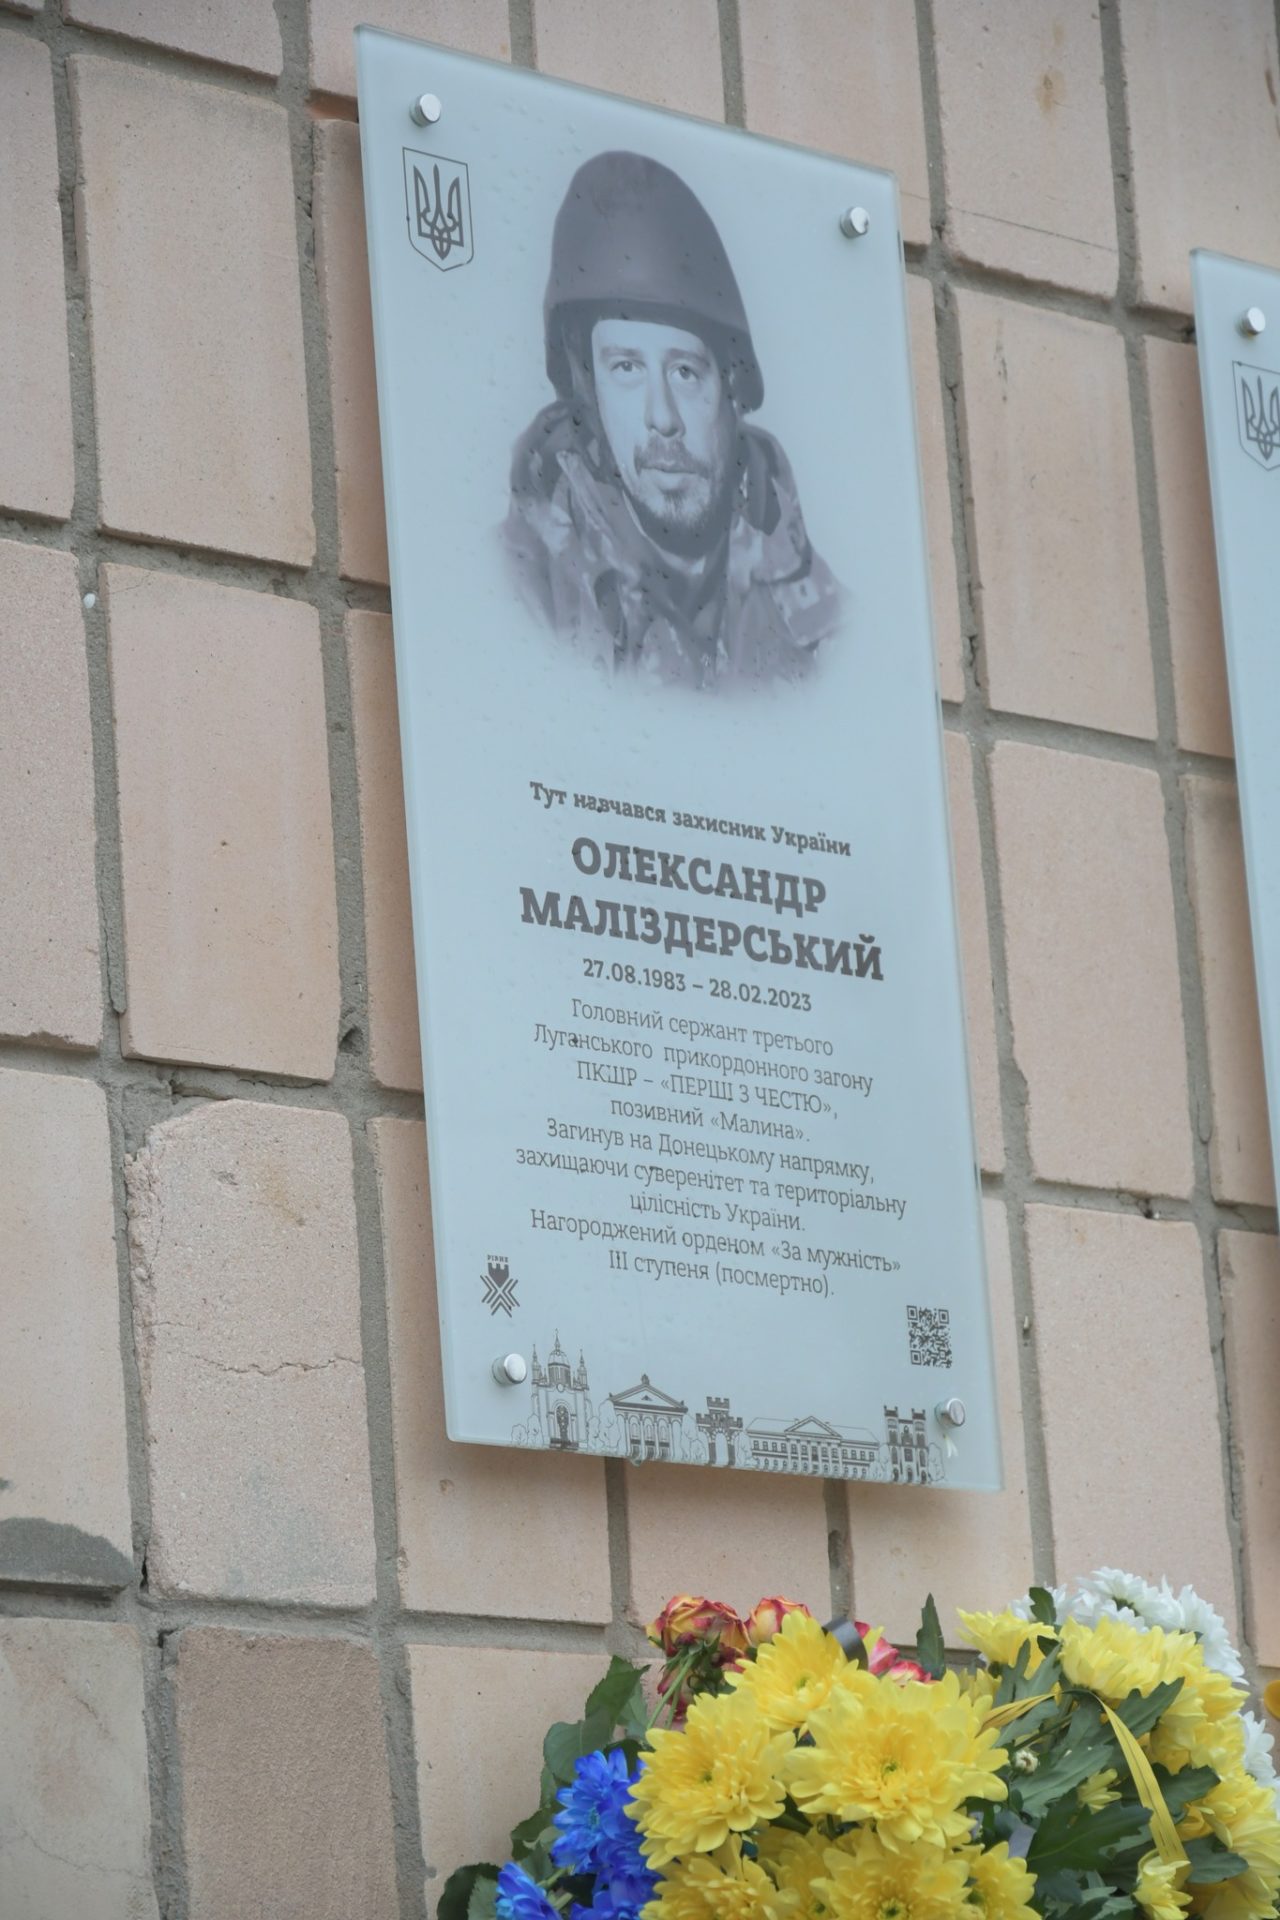 Тут навчався захисник України
ОЛЕКСАНДР
МАЛІЗДЕРСЬКИЙ
27.08.1983 – 28.02.2023
Головний сержант третього
Луганського прикордонного загону
ПКШР – «ПЕРШІ З ЧЕСТЮ»,
позивний «Малина».
Загинув на Донецькому напрямку,
захищаючи суверенітет та територіальну
цілісність України.
Нагороджений орденом «За мужність»
ІІІ ступеня (посмертно).
РІВНЕ